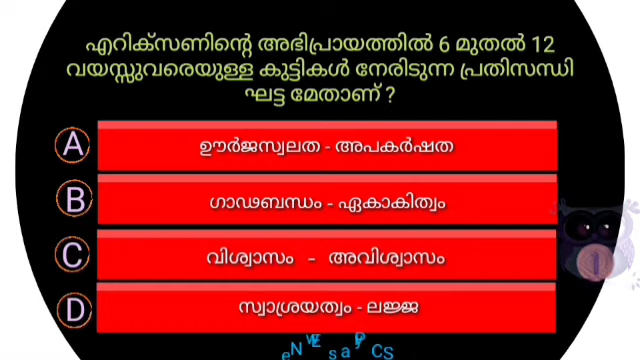 എറിക്സണിന്റെ അഭിപ്രായത്തിൽ 6 മുതൽ 12
വയസ്സുവരെയുള്ള കുട്ടികൾ നേരിടുന്ന പ്രതിസന്ധി
ഘട്ട മേതാണ് ?
A ഊർജസ്വലത - അപകർഷത
B ഗാഢബന്ധം - ഏകാകിത്വം
C വിശ്വാസം - അവിശ്വാസം
D സ്വാശ്രയത്വം - ലജ്ജ